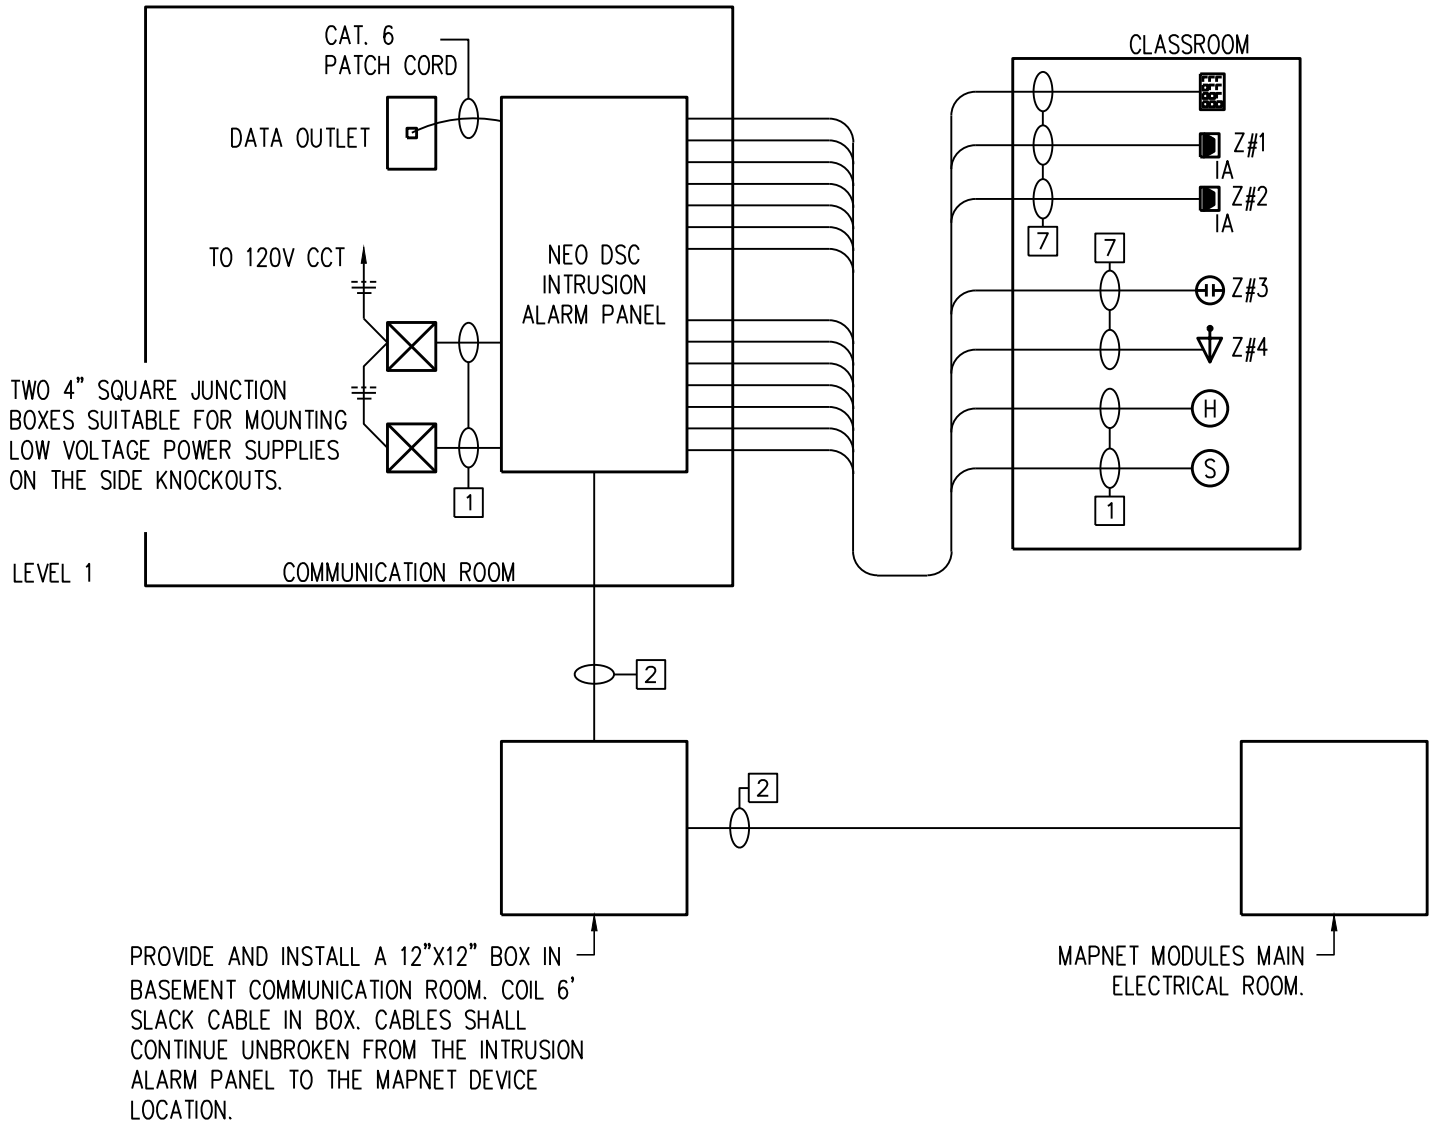 CAT. 6
PATCH CORD
DATA OUTLET
TO 120V CCT
NEO DSC
INTRUSION
ALARM PANEL
TWO 4" SQUARE JUNCTION
BOXES SUITABLE FOR MOUNTING
LOW VOLTAGE POWER SUPPLIES
ON THE SIDE KNOCKOUTS.
1
LEVEL 1
COMMUNICATION ROOM
CLASSROOM
Z#1
IA
Z#2
IA
7
7
Z#3
Z#4
H
S
1
2
2
PROVIDE AND INSTALL A 12"X12" BOX IN
BASEMENT COMMUNICATION ROOM. COIL 6'
SLACK CABLE IN BOX. CABLES SHALL
CONTINUE UNBROKEN FROM THE INTRUSION
ALARM PANEL TO THE MAPNET DEVICE
LOCATION.
MAPNET MODULES MAIN
ELECTRICAL ROOM.